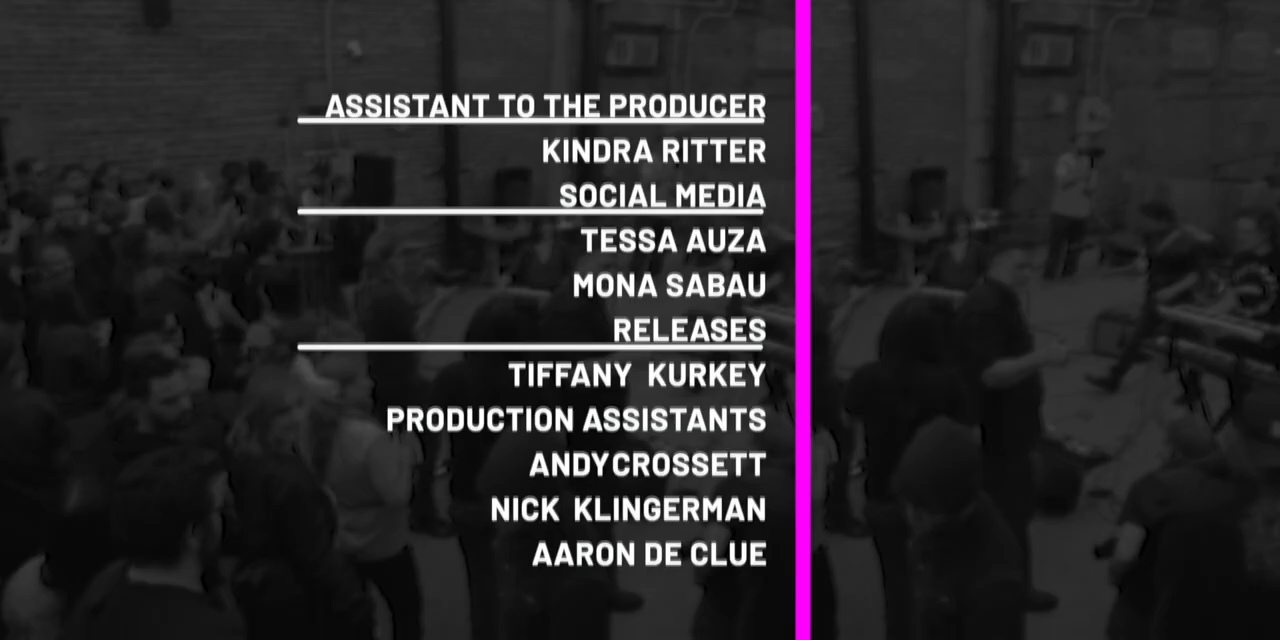 ASSISTANT TO THE PRODUCER
KINDRA RITTER
SOCIAL MEDIA
TESSA AUZA
MONA SABAU
RELEASES
TIFFANY KURKEY
PRODUCTION ASSISTANTS
ANDYCROSSETT
NICK KLINGERMAN
AARON DE CLUE